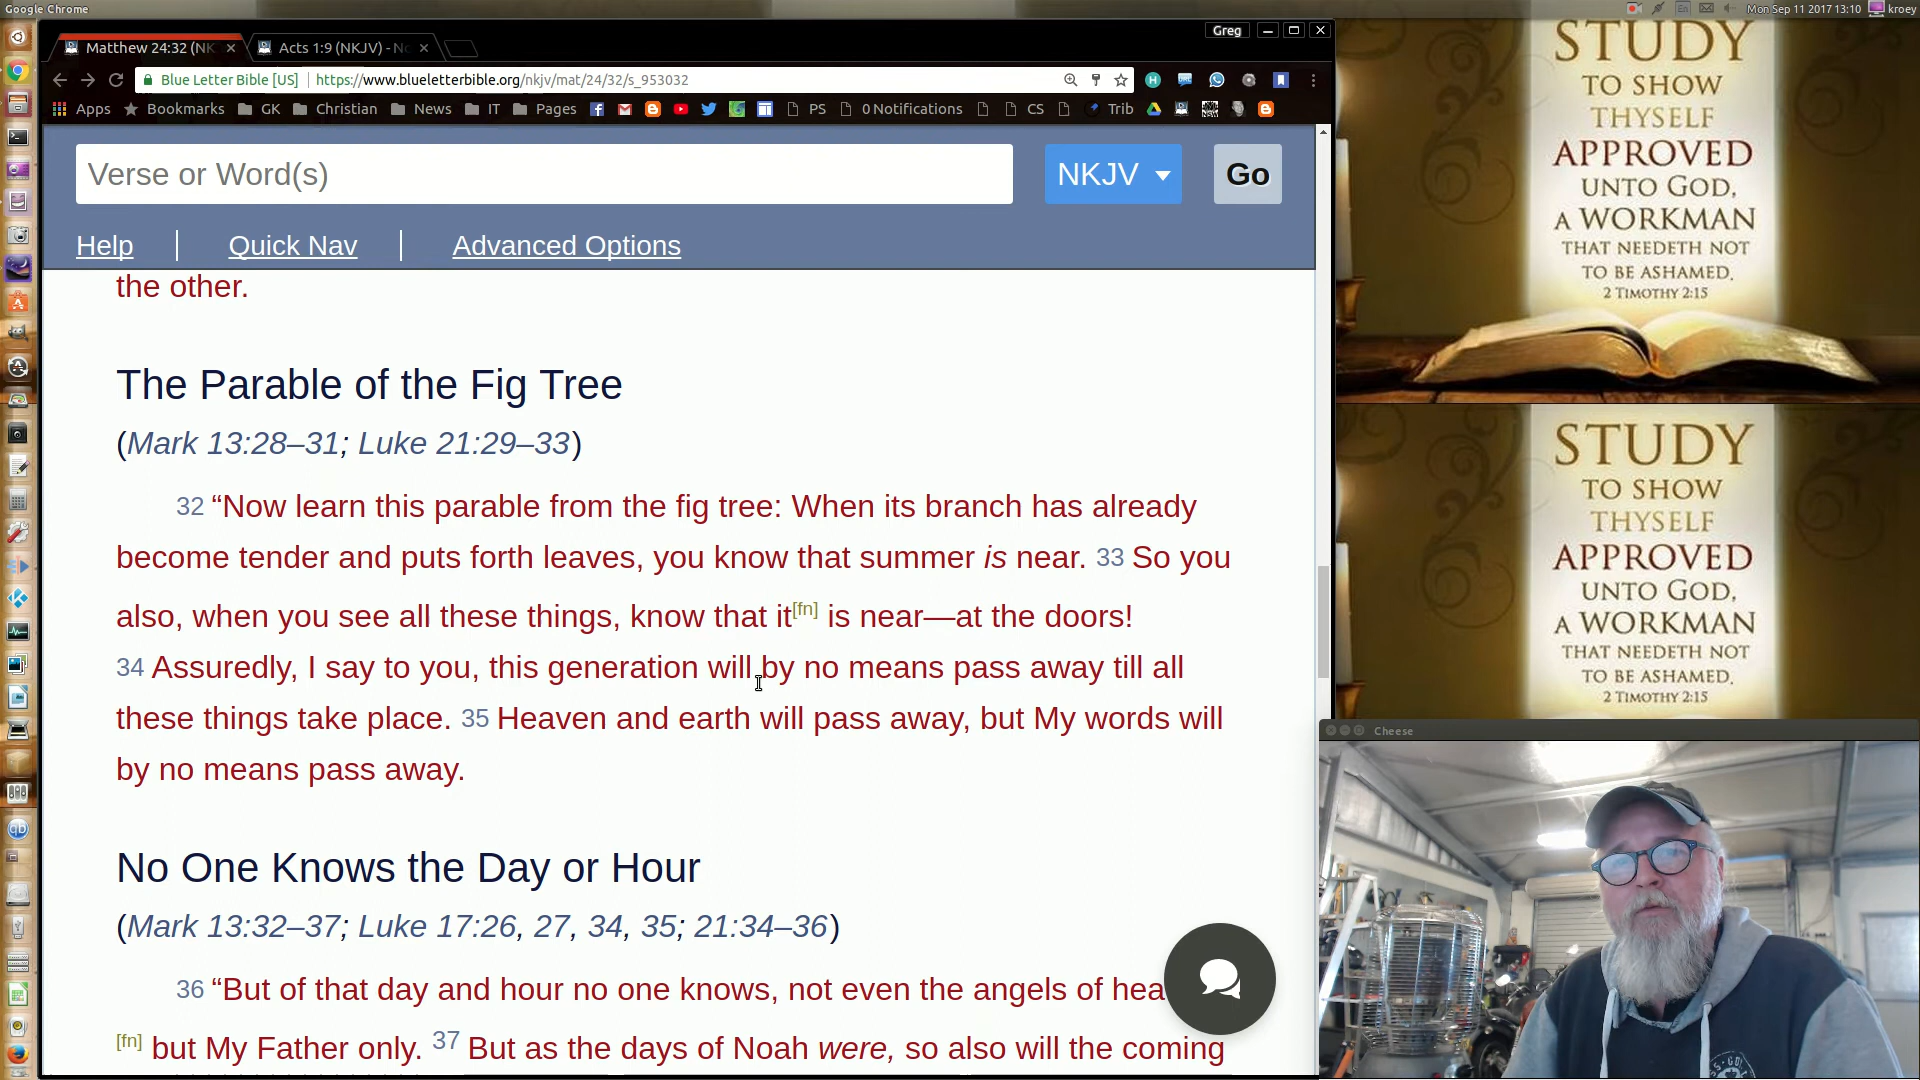 Google Chrome
Mon Sep 11 2017 13:10 kroey
Greg
Matthew 24:32 (NK
Acts 1:9 (NKJV) - N
Blue Letter Bible [US]
https://www.blueletterbible.org/nkjv/mat/24/32/s_953032
Apps Bookmarks GK Christian News IT Pages PS 0 Notifications CS Trib
Verse or Word(s)
NKJV
Go
Help
Quick Nav
Advanced Options
the other.
The Parable of the Fig Tree
(Mark 13:28–31; Luke 21:29–33)
32 “Now learn this parable from the fig tree: When its branch has already
become tender and puts forth leaves, you know that summer is near. 33 So you
also, when you see all these things, know that it[fn] is near—at the doors!
34 Assuredly, I say to you, this generation will by no means pass away till all
these things take place. 35 Heaven and earth will pass away, but My words will
by no means pass away.
No One Knows the Day or Hour
(Mark 13:32–37; Luke 17:26, 27, 34, 35; 21:34–36)
36 “But of that day and hour no one knows, not even the angels of hea
[fn] but My Father only. 37 But as the days of Noah were, so also will the coming
STUDY
TO SHOW
THYSELF
APPROVED
UNTO GOD,
A WORKMAN
THAT NEEDETH NOT
TO BE ASHAMED.
2 TIMOTHY 2:15
STUDY
TO SHOW
THYSELF
APPROVED
UNTO GOD,
A WORKMAN
THAT NEEDETH NOT
TO BE ASHAMED.
2 TIMOTHY 2:15
Cheese